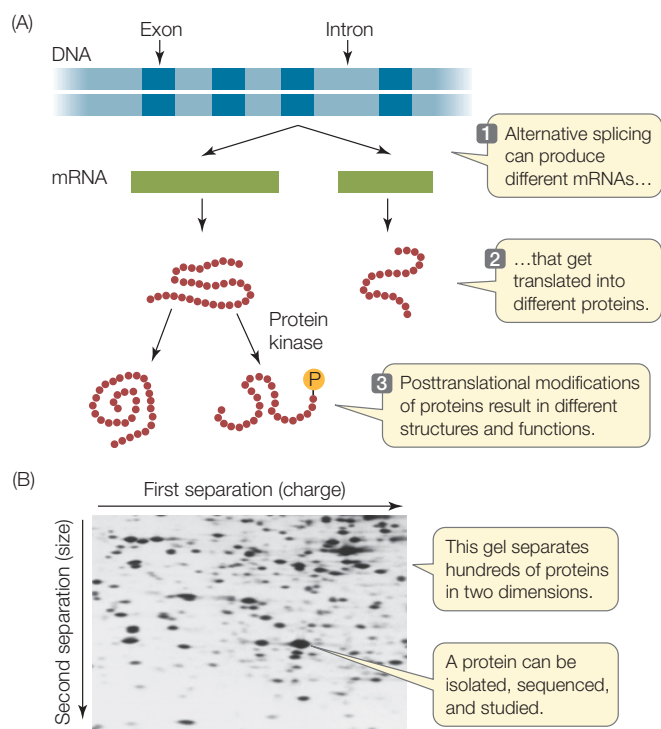 (A)
Exon
Intron
DNA
1 Alternative splicing
can produce
different mRNAs…
mRNA
2 …that get
translated into
different proteins.
Protein
kinase
P
3 Posttranslational modifications
of proteins result in different
structures and functions.
(B)
First separation (charge)
Second separation (size)
This gel separates
hundreds of proteins
in two dimensions.
A protein can be
isolated, sequenced,
and studied.